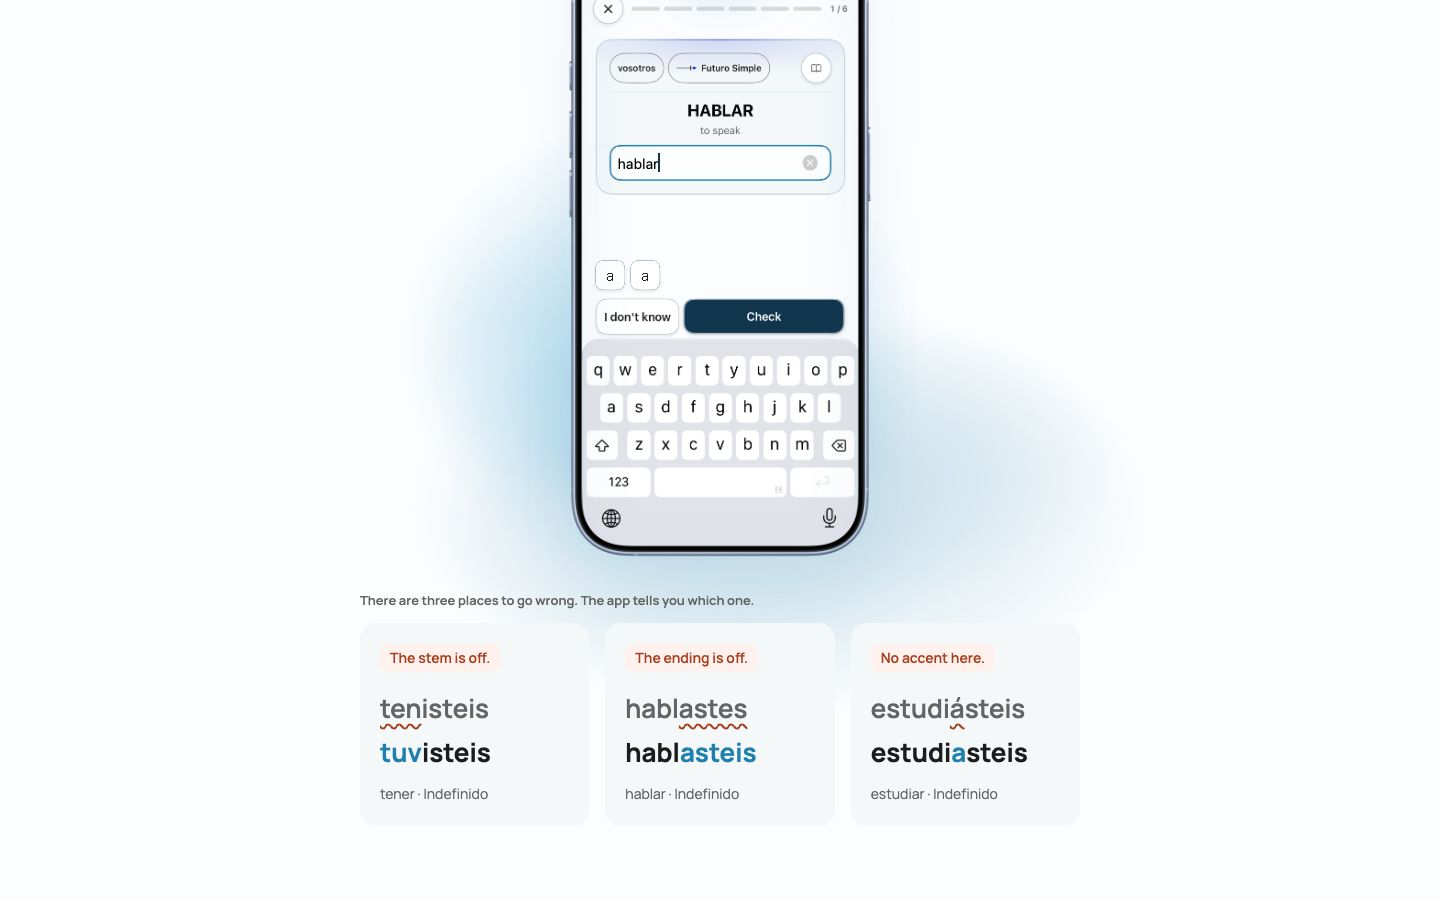 1 / 6
vosotros
Futuro Simple
HABLAR
to speak
hablar
a a
I don't know
Check
q w e r t y u i o p
a s d f g h j k l
z x c v b n m
123
There are three places to go wrong. The app tells you which one.
The stem is off.
tenisteis
tuvisteis
tener · Indefinido
The ending is off.
hablastes
hablasteis
hablar · Indefinido
No accent here.
estudiásteis
estudiasteis
estudiar · Indefinido